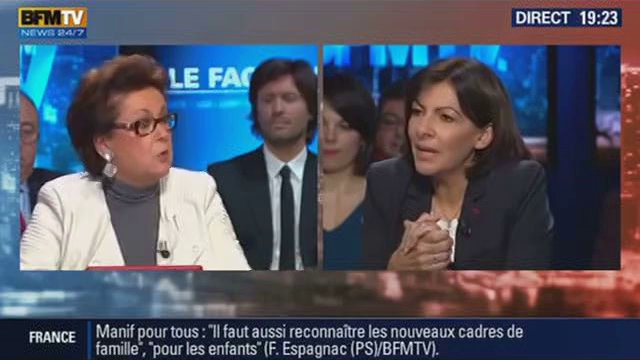 BFMTV
NEWS 24/7
DIRECT 19:23
LE FAC
FRANCE
Manif pour tous : "Il faut aussi reconnaître les nouveaux cadres de
famille", "pour les enfants" (F. Espagnac (PS)/BFMTV).